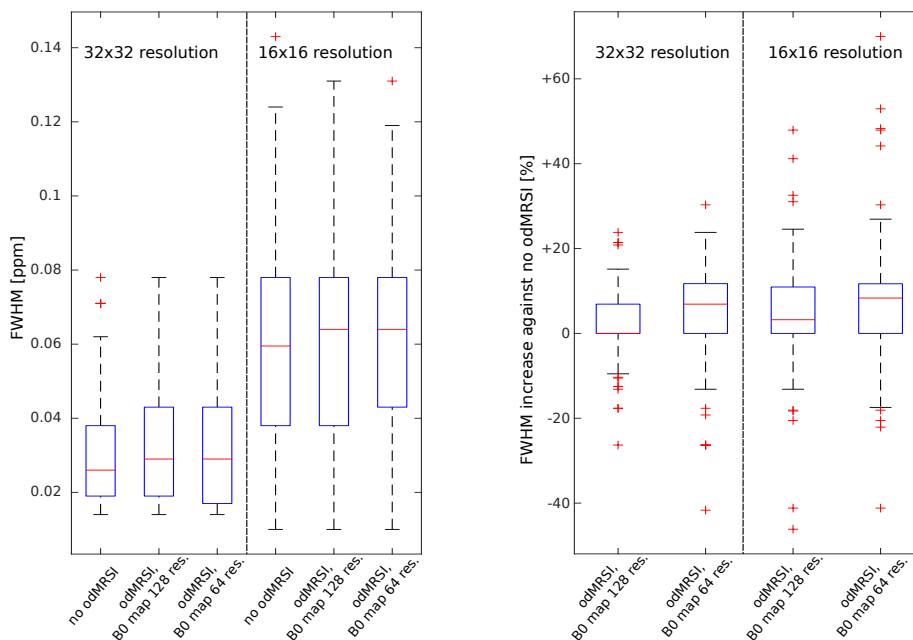 32x32 resolution
16x16 resolution
FWHM [ppm]
0.14
0.12
0.1
0.08
0.06
0.04
0.02
no odMRSI
odMRSI,
B0 map 128 res.
odMRSI,
B0 map 64 res.
no odMRSI
odMRSI,
B0 map 128 res.
odMRSI,
B0 map 64 res.
32x32 resolution
16x16 resolution
FWHM increase against no odMRSI [%]
+60
+40
+20
0
-20
-40
odMRSI,
B0 map 128 res.
odMRSI,
B0 map 64 res.
odMRSI,
B0 map 128 res.
odMRSI,
B0 map 64 res.